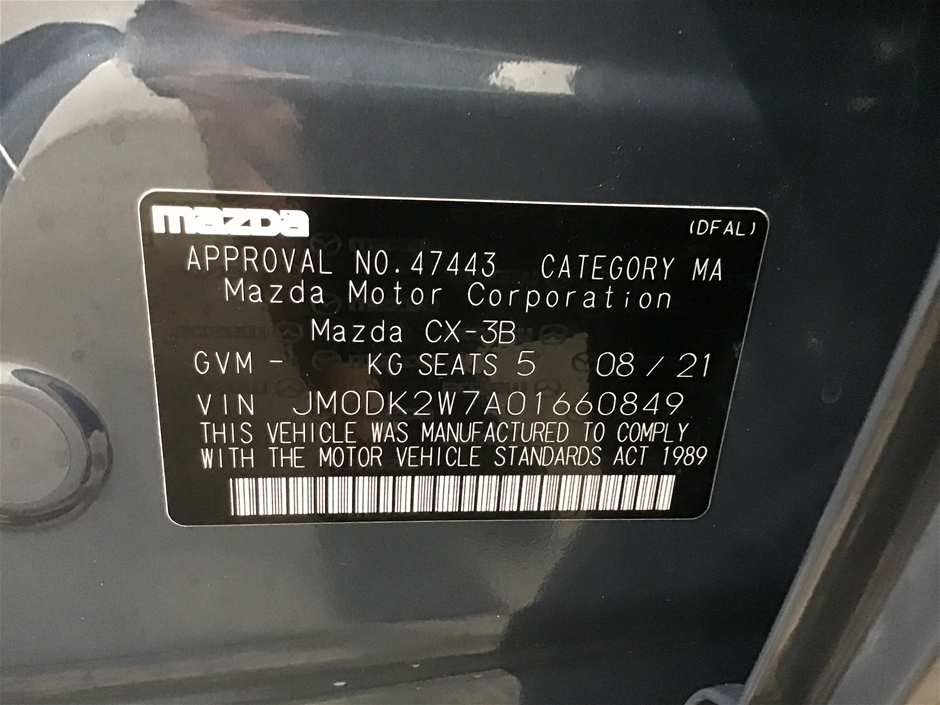 mazda
(DFAL)
APPROVAL NO.47443 CATEGORY MA
Mazda Motor Corporation
Mazda CX-3B
GVM - KG SEATS 5 08/21
VIN JM0DK2W7A01660849
THIS VEHICLE WAS MANUFACTURED TO COMPLY
WITH THE MOTOR VEHICLE STANDARDS ACT 1989